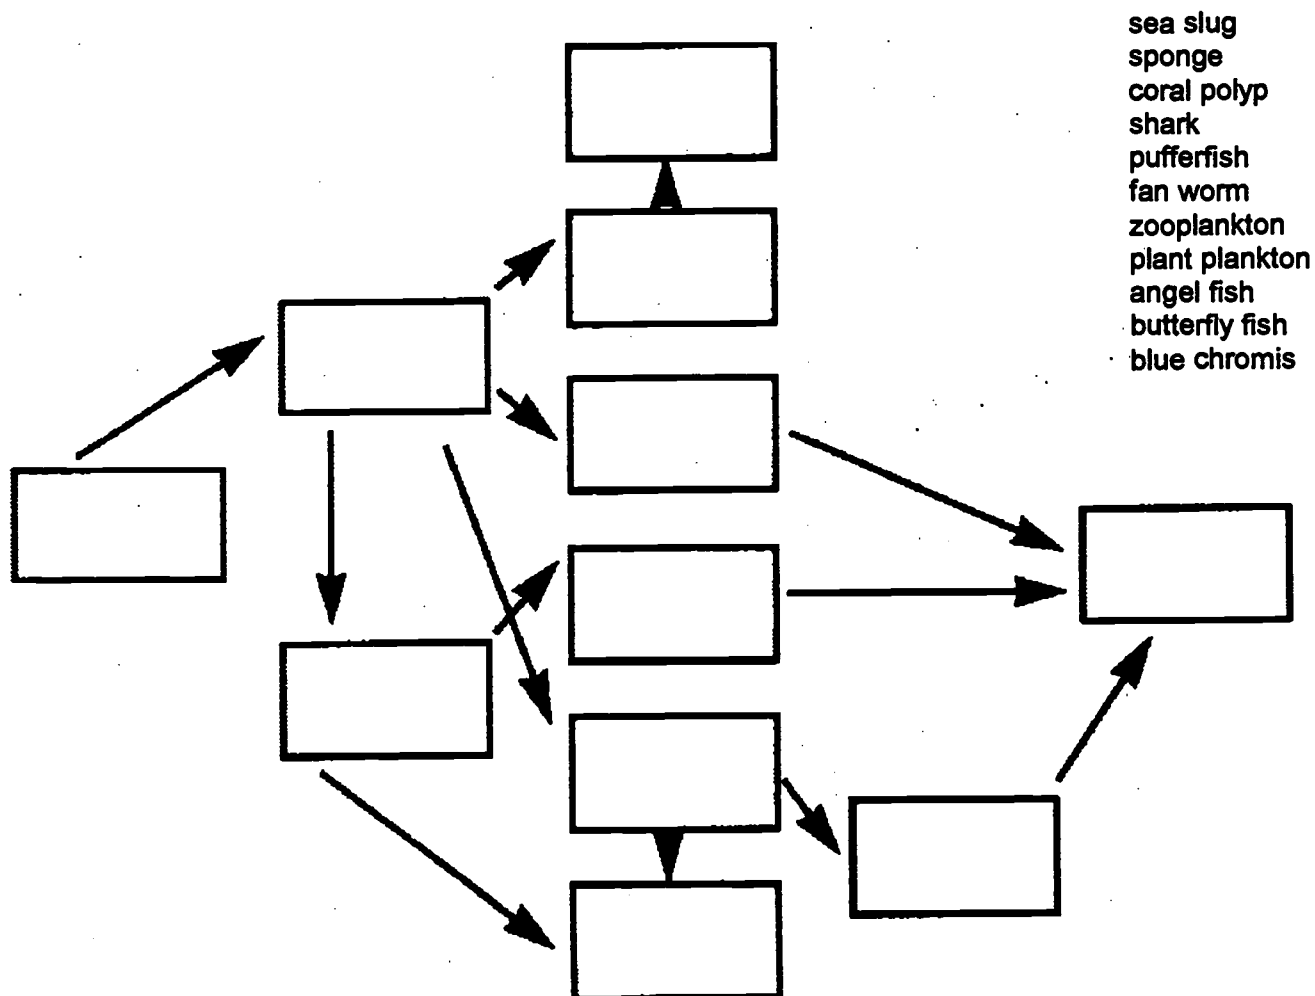 sea slug
sponge
coral polyp
shark
pufferfish
fan worm
zooplankton
plant plankton
angel fish
butterfly fish
blue chromis